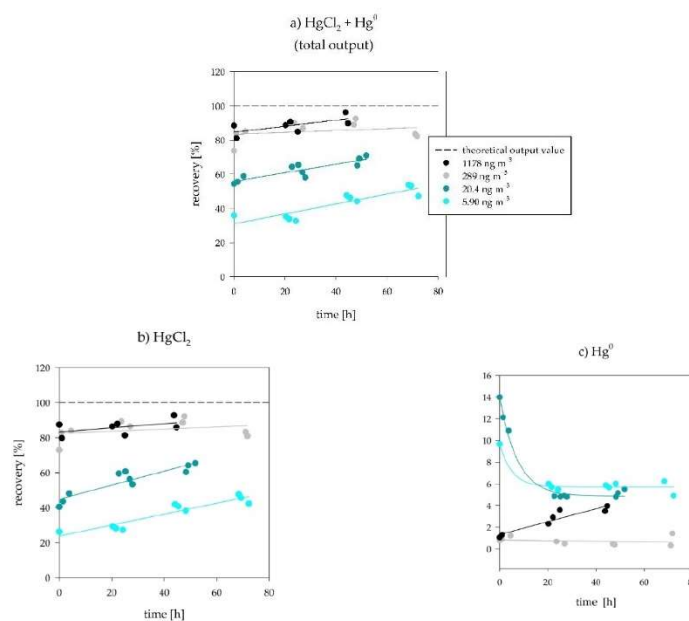 a) HgCl₂ + Hg⁰
(total output)
120
100
80
60
40
20
0
recovery [%]
0 20 40 60 80
time [h]
theoretical output value
1178 ng m⁻³
289 ng m⁻³
20.4 ng m⁻³
5.90 ng m⁻³
b) HgCl₂
120
100
80
60
40
20
0
recovery [%]
0 20 40 60 80
time [h]
c) Hg⁰
16
14
12
10
8
6
4
2
0
0 20 40 60 80
time [h]